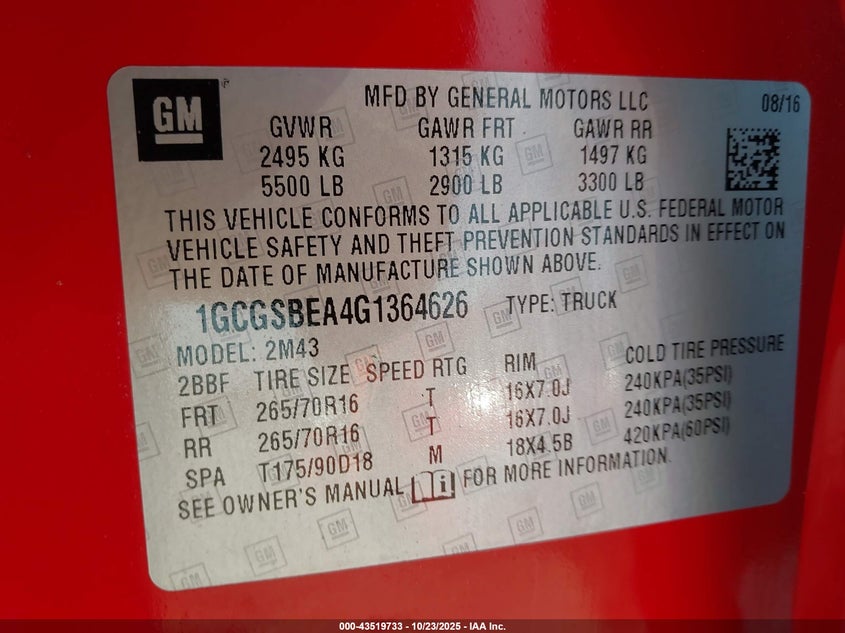 GM
MFD BY GENERAL MOTORS LLC 08/16
GVWR GAWR FRT GAWR RR
2495 KG 1315 KG 1497 KG
5500 LB 2900 LB 3300 LB
THIS VEHICLE CONFORMS TO ALL APPLICABLE U.S. FEDERAL MOTOR
VEHICLE SAFETY AND THEFT PREVENTION STANDARDS IN EFFECT ON
THE DATE OF MANUFACTURE SHOWN ABOVE.
1GCGSBEA4G1364626 TYPE: TRUCK
MODEL: 2M43
2BBF TIRE SIZE SPEED RTG RIM COLD TIRE PRESSURE
FRT 265/70R16 T 16X7.0J 240KPA(35PSI)
RR 265/70R16 T 16X7.0J 240KPA(35PSI)
SPA T175/90D18 M 18X4.5B 420KPA(60PSI)
SEE OWNER'S MANUAL FOR MORE INFORMATION.
000-43519733 - 10/23/2025 - IAA Inc.